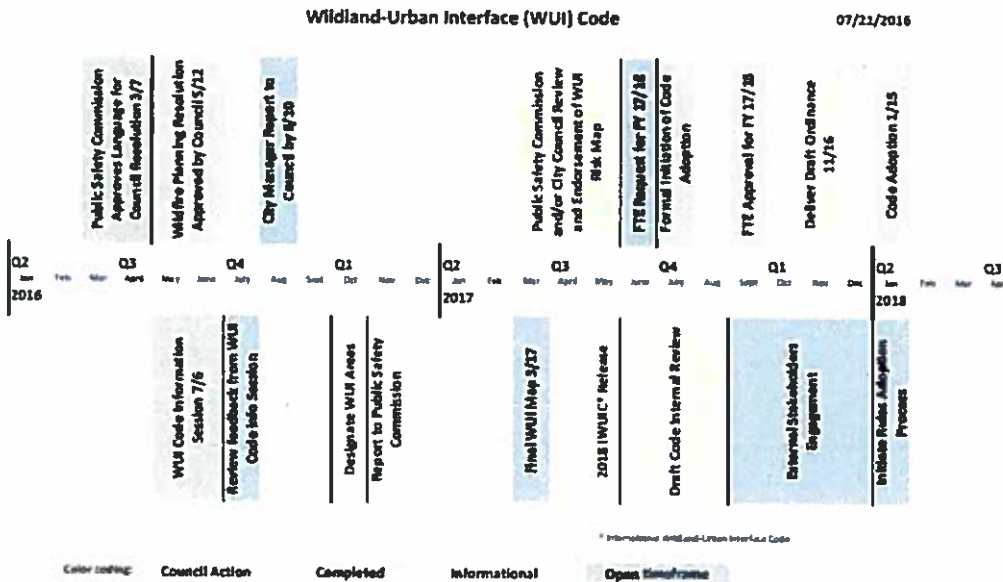 Wildland-Urban Interface (WUI) Code
07/21/2016
Public Safety Commission
Approves Language for
Council Resolution 3/7
Wildfire Planning Resolution
Approved by Council 5/12
City Manager Report to
Council by 8/30
Public Safety Commission
and/or City Council Review
and Endorsement of WUI
Risk Map
FTE Request for FY 17/18
Formal Initiation of Code
Adoption
FTE Approval for FY 17/18
Deliver Draft Ordinance
11/16
Code Adoption 1/15
Q2 Q3 Q4 Q1 Q2 Q3 Q4 Q1 Q2 Q3
Jan Feb Mar April May June July Aug Sept Oct Nov Dec Jan Feb Mar April May June July Aug Sept Oct Nov Dec Jan Feb Mar
2016 2017 2018
WUI Code Information
Session 7/6
Review feedback from WUI
Code Info Session
Designate WUI Areas
Report to Public Safety
Commission
Final WUI Map 3/17
2018 IWUIC* Release
Draft Code Internal Review
External Stakeholders
Engagement
Initiate Rules Adoption
Process
* International Wildland-Urban Interface Code
Color coding: Council Action Completed Informational Open timeframe